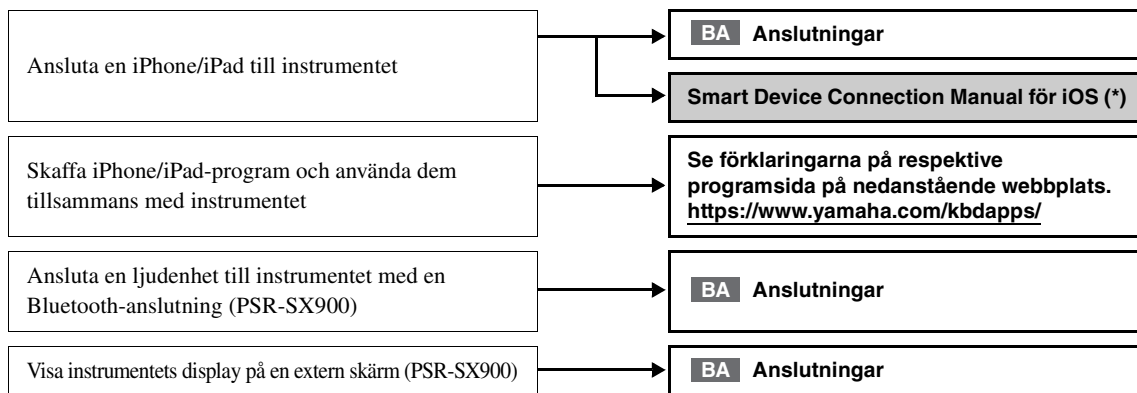 Ansluta en iPhone/iPad till instrumentet
BA Anslutningar
Smart Device Connection Manual för iOS (*)
Skaffa iPhone/iPad-program och använda dem
tillsammans med instrumentet
Se förklaringarna på respektive
programsida på nedanstående webbplats.
https://www.yamaha.com/kbdapps/
Ansluta en ljudenhet till instrumentet med en
Bluetooth-anslutning (PSR-SX900)
BA Anslutningar
Visa instrumentets display på en extern skärm (PSR-SX900)
BA Anslutningar